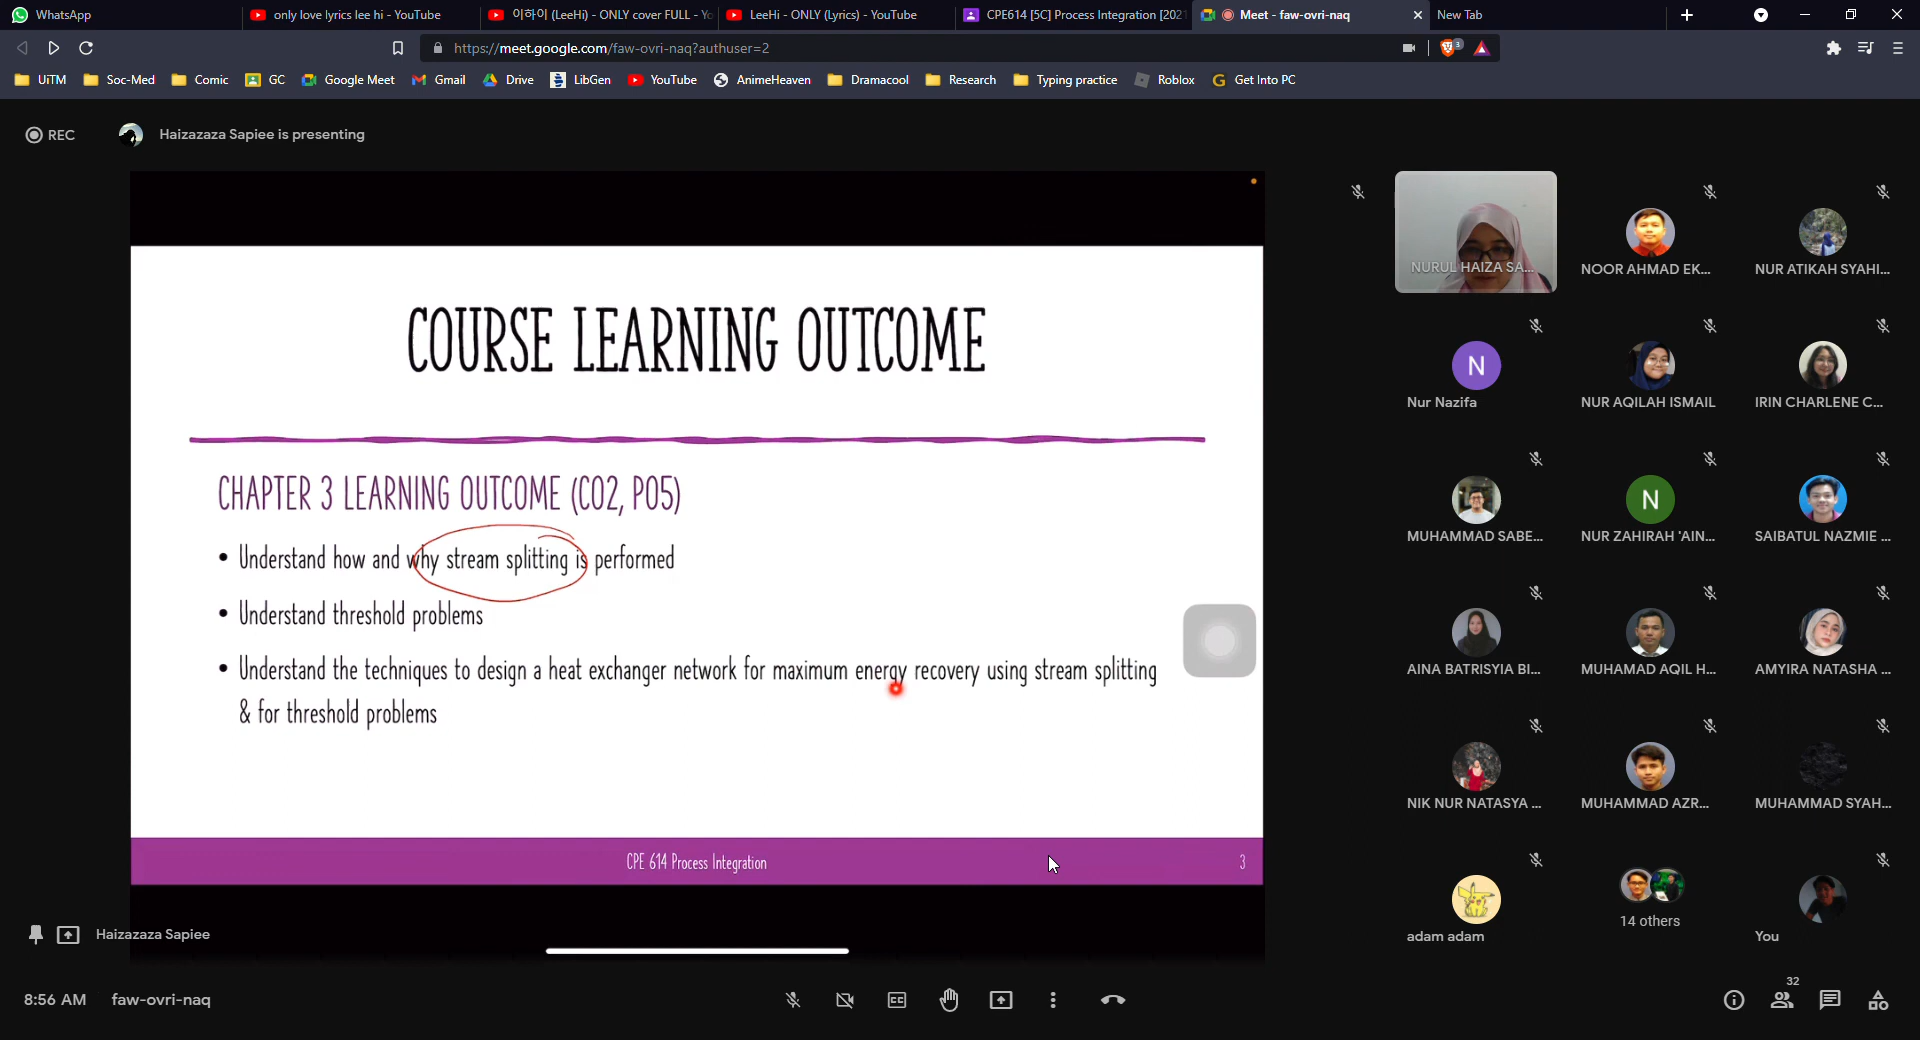 WhatsApp
only love lyrics lee hi - YouTube
이하이 (LeeHi) - ONLY cover FULL - Yo
LeeHi - ONLY (Lyrics) - YouTube
CPE614 [5C] Process Integration [2021
Meet - faw-ovri-naq
New Tab
https://meet.google.com/faw-ovri-naq?authuser=2
3
UiTM
Soc-Med
Comic
GC
Google Meet
Gmail
Drive
LibGen
YouTube
AnimeHeaven
Dramacool
Research
Typing practice
Roblox
Get Into PC
REC
Haizazaza Sapiee is presenting
COURSE LEARNING OUTCOME
CHAPTER 3 LEARNING OUTCOME (CO2, PO5)
• Understand how and why stream splitting is performed
• Understand threshold problems
• Understand the techniques to design a heat exchanger network for maximum energy recovery using stream splitting
& for threshold problems
CPE 614 Process Integration
3
NURUL HAIZA SA...
NOOR AHMAD EK...
NUR ATIKAH SYAHI...
N
Nur Nazifa
NUR AQILAH ISMAIL
IRIN CHARLENE C...
MUHAMMAD SABE...
N
NUR ZAHIRAH 'AIN...
SAIBATUL NAZMIE ...
AINA BATRISYIA BI...
MUHAMAD AQIL H...
AMYIRA NATASHA ...
NIK NUR NATASYA ...
MUHAMMAD AZR...
MUHAMMAD SYAH...
adam adam
14 others
You
Haizazaza Sapiee
8:56 AM
faw-ovri-naq
32